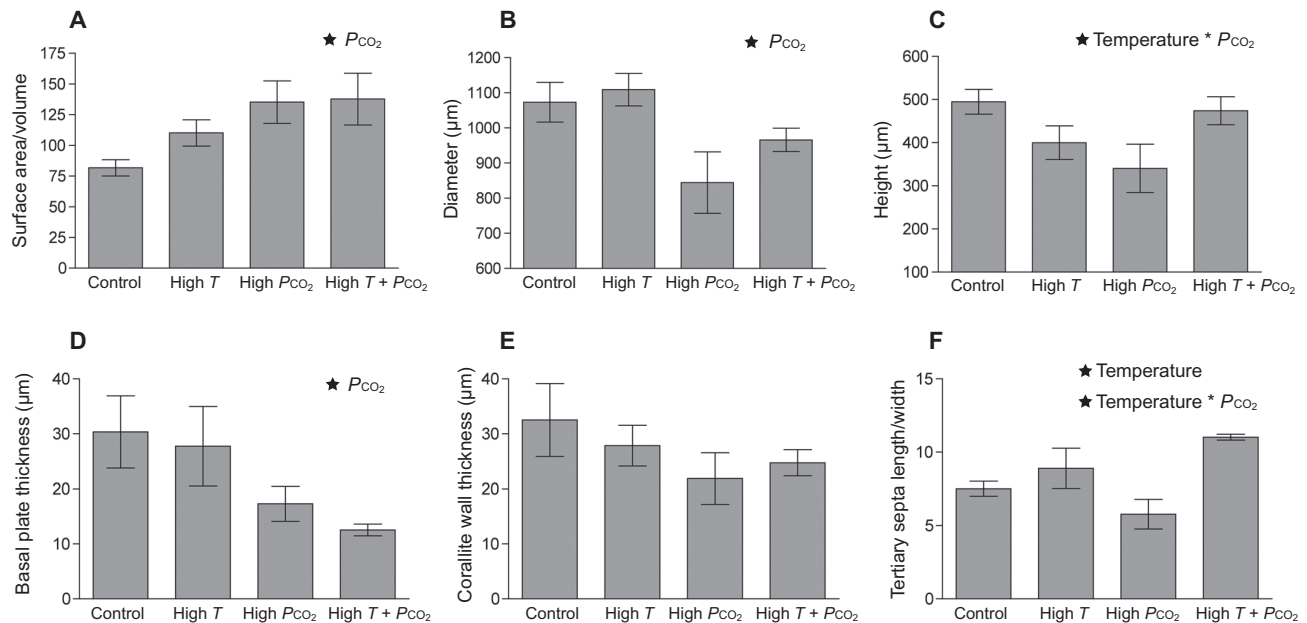 A
★ PCO₂
Surface area/volume
175
150
125
100
75
50
25
0
Control High T High PCO₂ High T + PCO₂
B
★ PCO₂
Diameter (µm)
1200
1100
1000
900
800
700
600
Control High T High PCO₂ High T + PCO₂
C
★ Temperature * PCO₂
Height (µm)
600
500
400
300
400
100
Control High T High PCO₂ High T + PCO₂
D
★ PCO₂
Basal plate thickness (µm)
40
30
20
10
0
Control High T High PCO₂ High T + PCO₂
E
Corallite wall thickness (µm)
40
30
20
10
0
Control High T High PCO₂ High T + PCO₂
F
★ Temperature
★ Temperature * PCO₂
Tertiary septa length/width
15
10
5
0
Control High T High PCO₂ High T + PCO₂